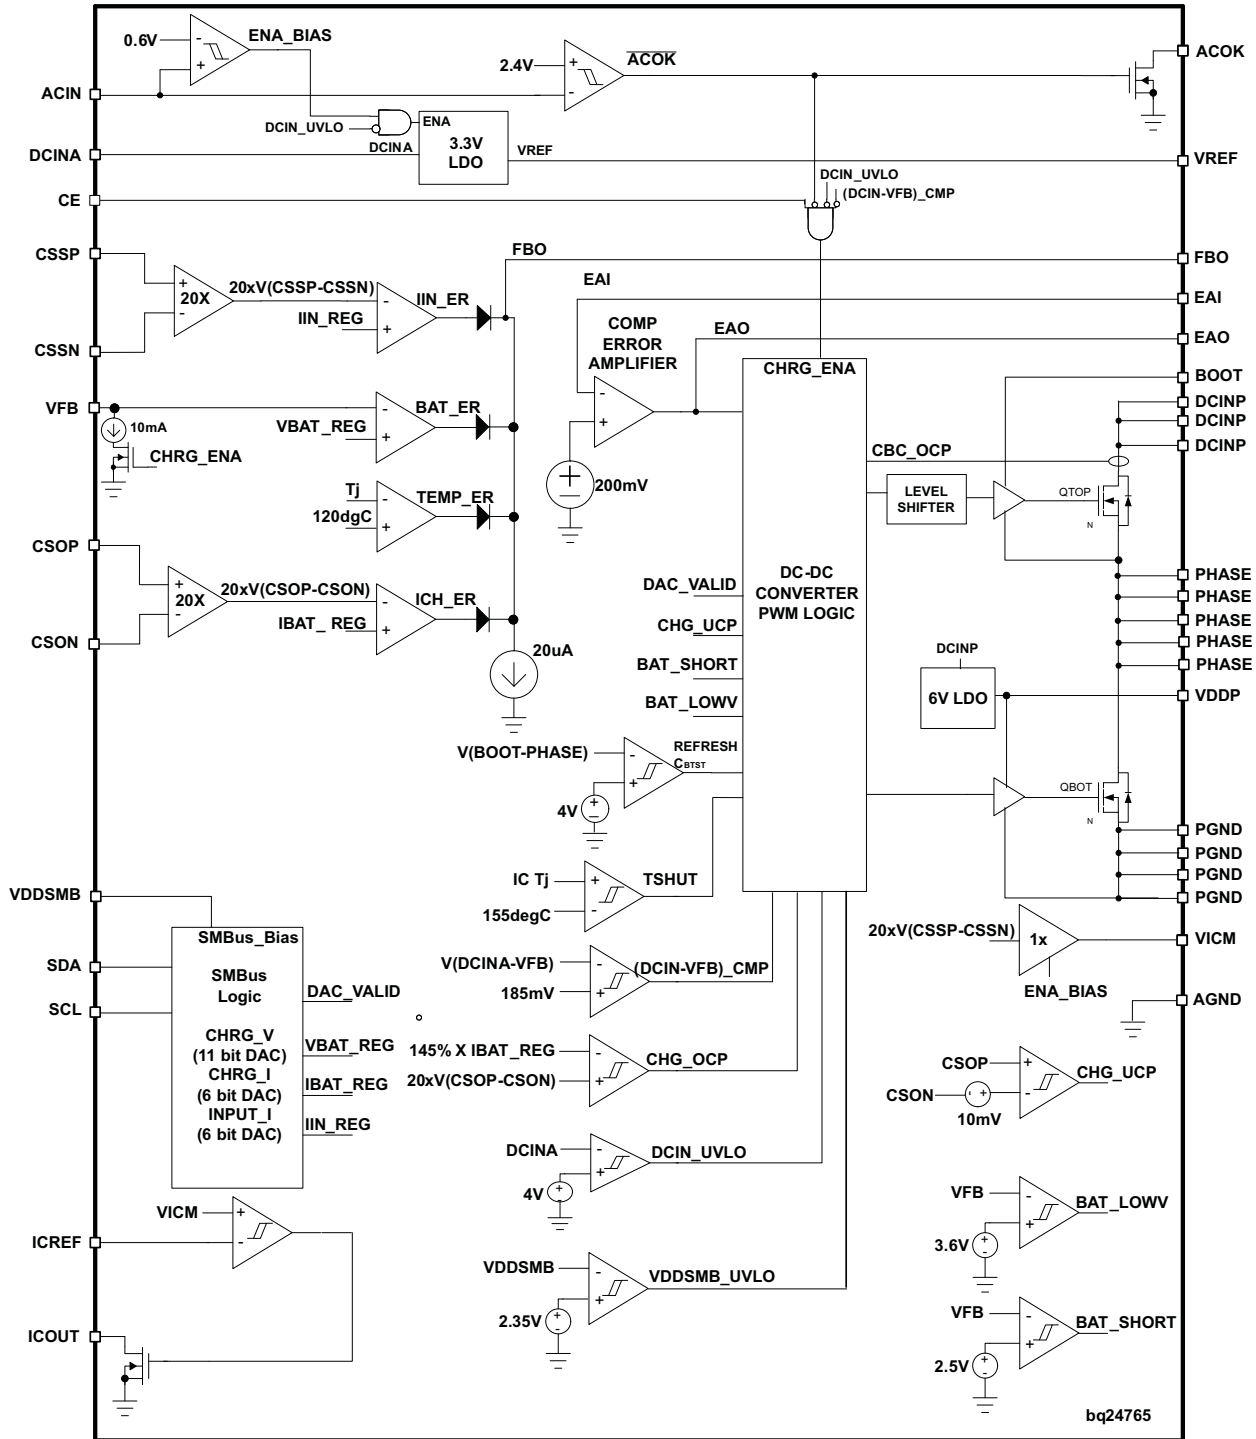 0.6V
-
+
ENA_BIAS
2.4V
+
-
ACOK
ACOK
ACIN
DCIN_UVLO
ENA
DCINA
DCINA
3.3V
LDO
VREF
VREF
CE
DCIN_UVLO
(DCIN-VFB)_CMP
CSSP
+
20X
-
20xV(CSSP-CSSN)
-
+
IIN_REG
IIN_ER
CSSN
FBO
FBO
EAI
EAI
EAO
EAO
COMP
ERROR
AMPLIFIER
-
+
200mV
VFB
10mA
CHRG_ENA
VBAT_REG
-
+
BAT_ER
Tj
120dgC
-
+
TEMP_ER
CSOP
+
20X
-
20xV(CSOP-CSON)
IBAT_ REG
-
+
ICH_ER
CSON
20uA
CHRG_ENA
DC-DC
CONVERTER
PWM LOGIC
BOOT
DCINP
DCINP
DCINP
CBC_OCP
LEVEL
SHIFTER
QTOP
N
PHASE
PHASE
PHASE
PHASE
PHASE
DCINP
6V LDO
VDDP
QBOT
N
PGND
PGND
PGND
PGND
DAC_VALID
CHG_UCP
BAT_SHORT
BAT_LOWV
V(BOOT-PHASE)
-
+
4V
REFRESH
CBTST
IC Tj
+
155degC
-
TSHUT
V(DCINA-VFB)
-
185mV
+
(DCIN-VFB)_CMP
145% X IBAT_REG
-
20xV(CSOP-CSON)
+
CHG_OCP
DCINA
-
+
4V
DCIN_UVLO
VDDSMB
-
+
2.35V
VDDSMB_UVLO
VDDSMB
SDA
SCL
SMBus_Bias
SMBus
Logic
DAC_VALID
CHRG_V
(11 bit DAC)
VBAT_REG
CHRG_I
(6 bit DAC)
IBAT_REG
INPUT_I
(6 bit DAC)
IIN_REG
VICM
+
ICREF
-
ICOUT
20xV(CSSP-CSSN)
1x
VICM
ENA_BIAS
AGND
CSOP
+
CSON
-
10mV
CHG_UCP
VFB
-
+
3.6V
BAT_LOWV
VFB
-
+
2.5V
BAT_SHORT
bq24765